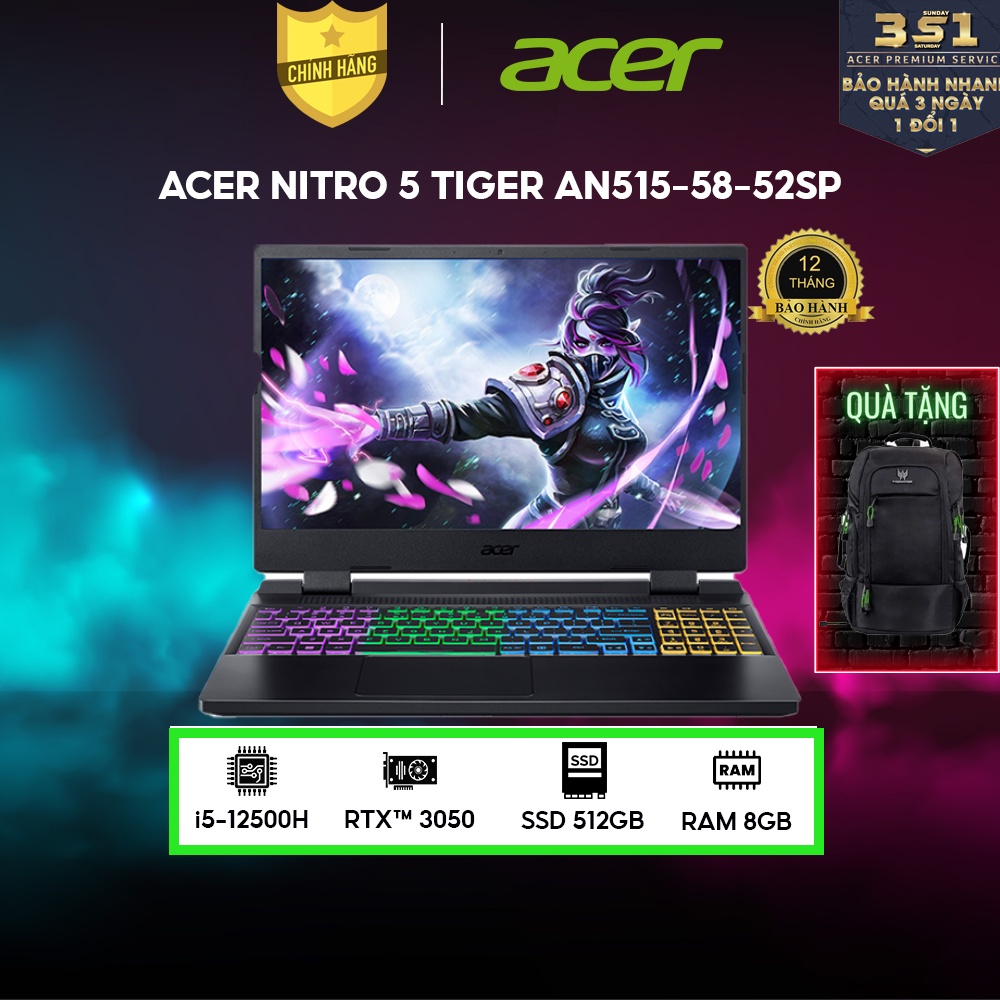 CHÍNH HÃNG
acer
SUNDAY
3S1
SATURDAY
ACER PREMIUM SERVIC
BẢO HÀNH NHANH
QUÁ 3 NGÀY
1 ĐỔI 1
ACER NITRO 5 TIGER AN515-58-52SP
12
THÁNG
BẢO HÀNH
CHÍNH HÃNG
QUÀ TẶNG
acer
SSD
RAM
i5-12500H
RTX™ 3050
SSD 512GB
RAM 8GB